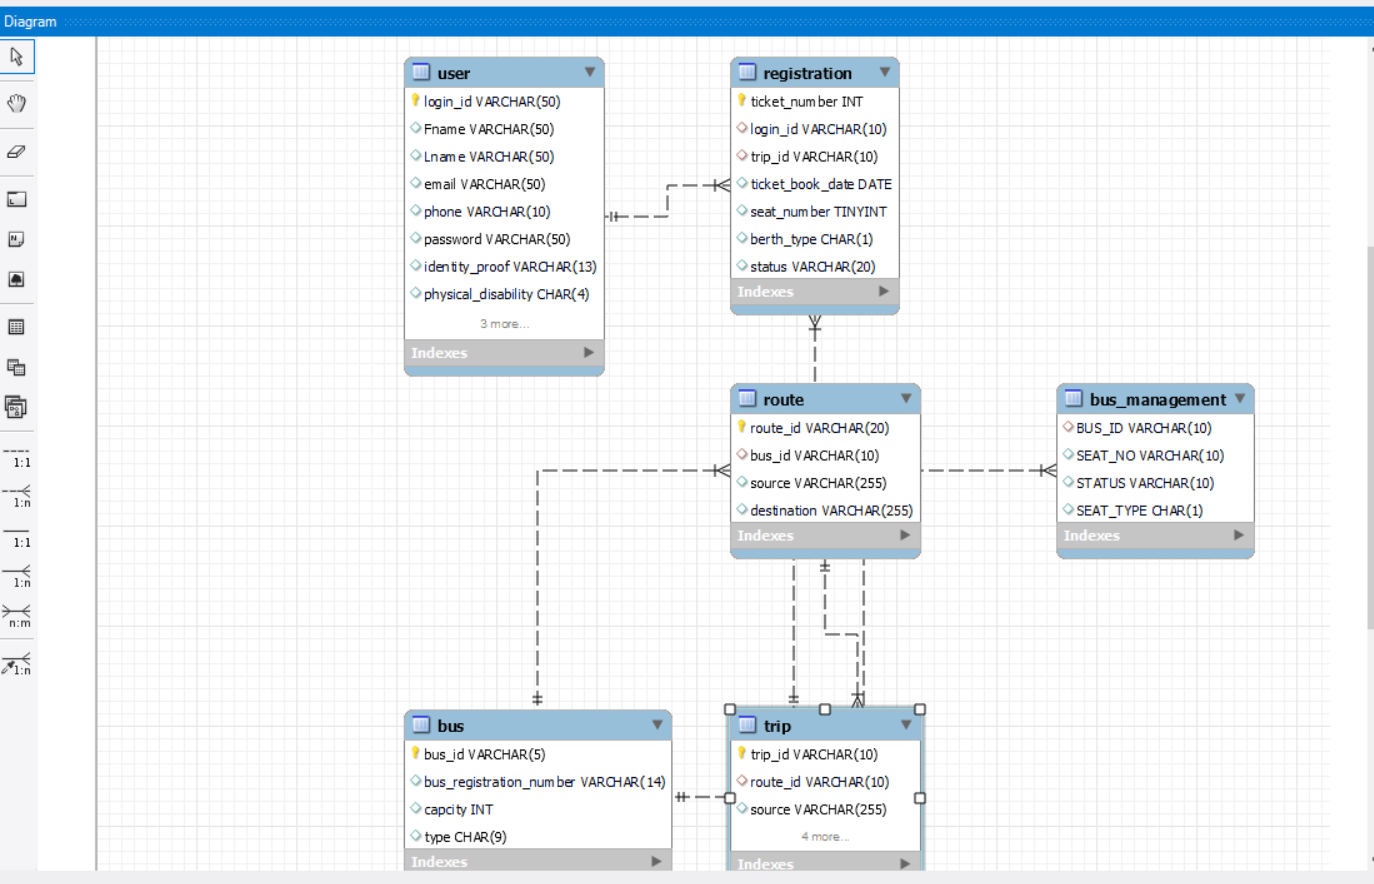 Diagram
user
login_id VARCHAR(50)
Fname VARCHAR(50)
Lname VARCHAR(50)
email VARCHAR(50)
phone VARCHAR(10)
password VARCHAR(50)
identity_proof VARCHAR(13)
physical_disability CHAR(4)
3 more...
Indexes
registration
ticket_number INT
login_id VARCHAR(10)
trip_id VARCHAR(10)
ticket_book_date DATE
seat_number TINYINT
berth_type CHAR(1)
status VARCHAR(20)
Indexes
route
route_id VARCHAR(20)
bus_id VARCHAR(10)
source VARCHAR(255)
destination VARCHAR(255)
Indexes
bus_management
BUS_ID VARCHAR(10)
SEAT_NO VARCHAR(10)
STATUS VARCHAR(10)
SEAT_TYPE CHAR(1)
Indexes
1:1
1:n
1:1
1:n
n:m
1:n
bus
bus_id VARCHAR(5)
bus_registration_number VARCHAR(14)
capcity INT
type CHAR(9)
Indexes
trip
trip_id VARCHAR(10)
route_id VARCHAR(10)
source VARCHAR(255)
4 more...
Indexes